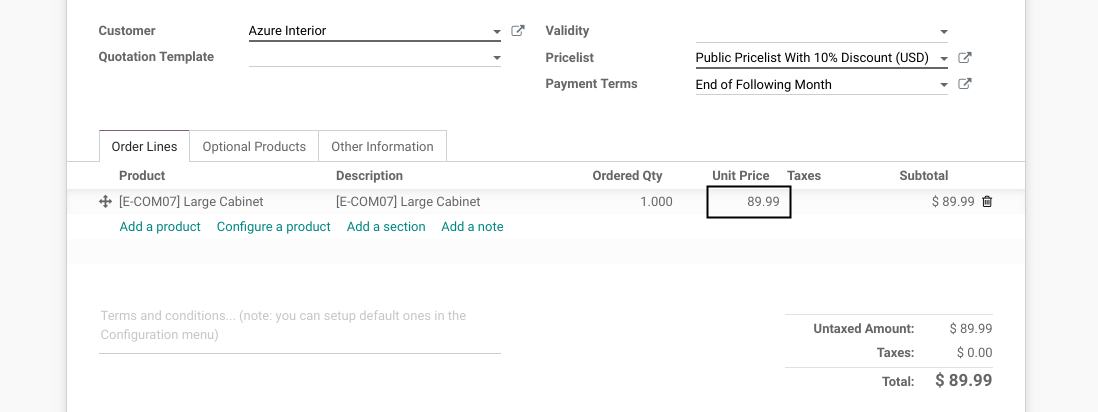 Customer Azure Interior Validity
Quotation Template Pricelist Public Pricelist With 10% Discount (USD)
Payment Terms End of Following Month
Order Lines Optional Products Other Information
Product Description Ordered Qty Unit Price Taxes Subtotal
[E-COM07] Large Cabinet [E-COM07] Large Cabinet 1.000 89.99 $ 89.99
Add a product Configure a product Add a section Add a note
Terms and conditions... (note: you can setup default ones in the
Configuration menu)
Untaxed Amount: $ 89.99
Taxes: $ 0.00
Total: $ 89.99